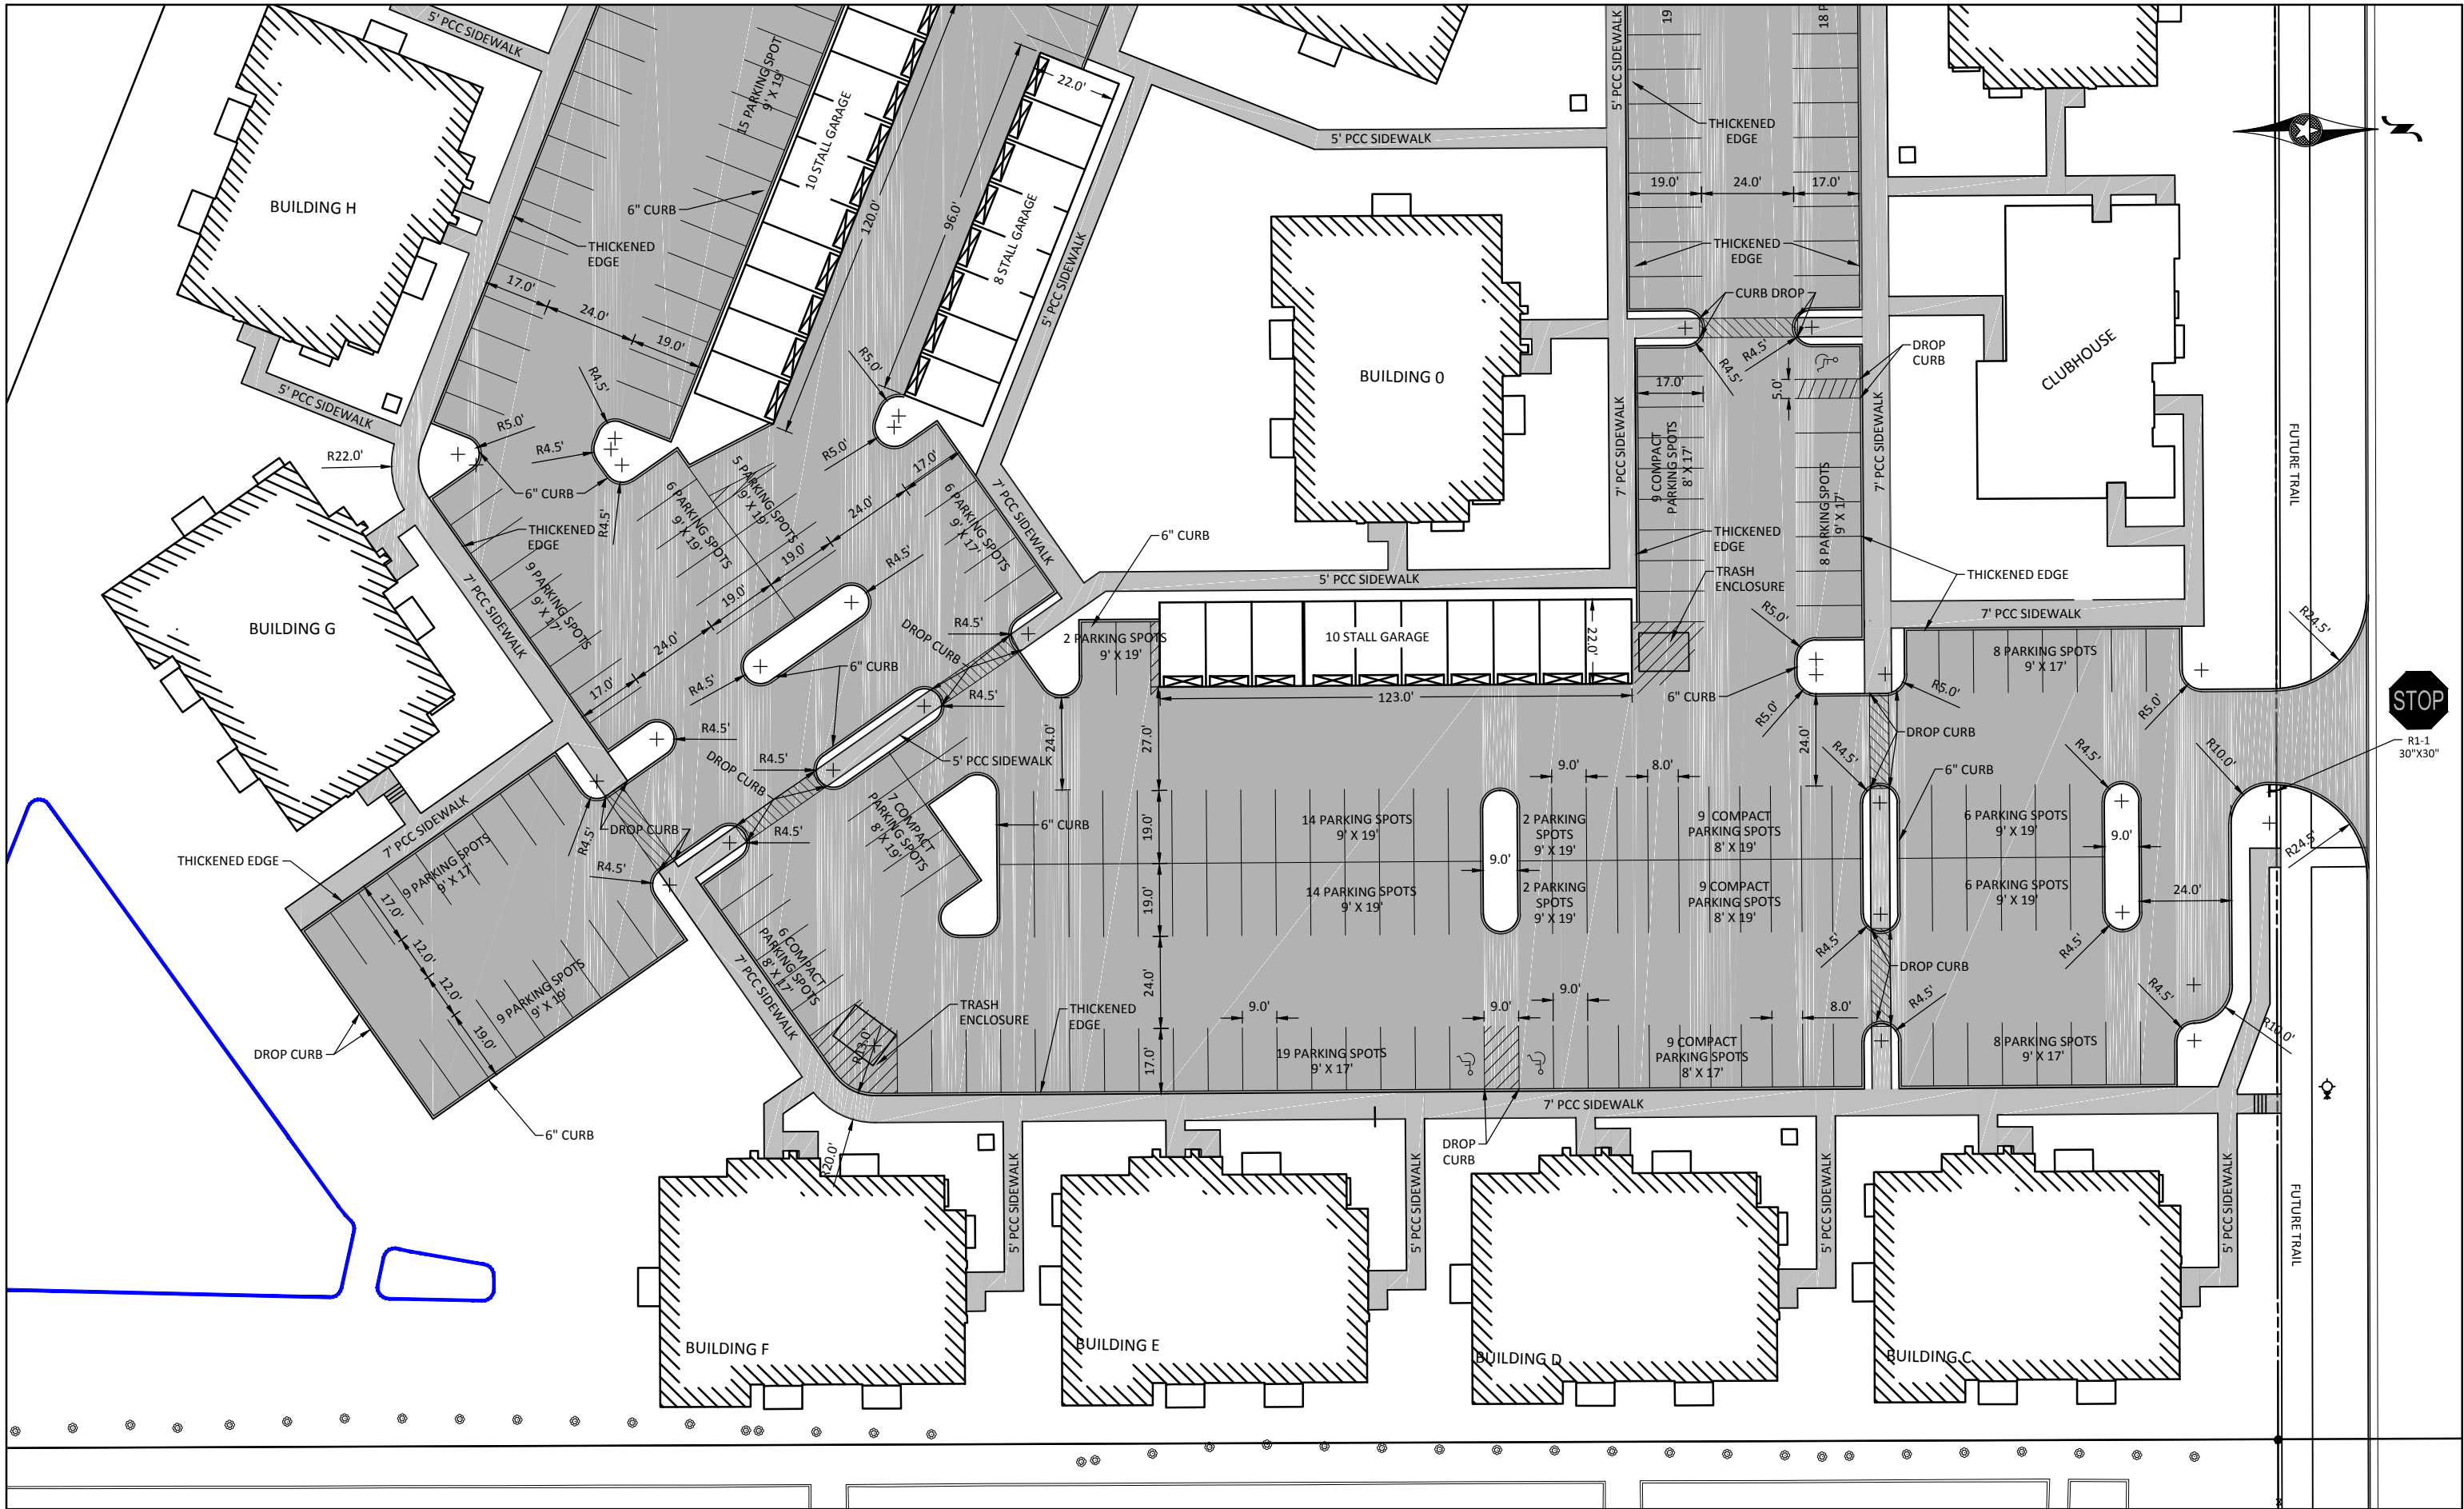 5' PCC SIDEWALK
15 PARKING SPOT
9' X 19'
10 STALL GARAGE
120.0'
96.0'
22.0'
8 STALL GARAGE
5' PCC SIDEWALK
5' PCC SIDEWALK
5' PCC SIDEWALK
19
18 P
THICKENED
EDGE
19.0'
24.0'
17.0'
THICKENED
EDGE
CURB DROP
R4.5'
R4.5'
DROP
CURB
5.0'
17.0'
BUILDING H
6" CURB
THICKENED
EDGE
17.0'
24.0'
19.0'
5' PCC SIDEWALK
R22.0'
R5.0'
R4.5'
R4.5'
R4.5'
6" CURB
R5.0'
R5.0'
BUILDING 0
CLUBHOUSE
FUTURE TRAIL
BUILDING G
THICKENED
EDGE
7' PCC SIDEWALK
9 PARKING SPOTS
9' X 17'
6 PARKING SPOTS
9' X 19'
5 PARKING SPOTS
9' X 19'
6 PARKING SPOTS
9' X 17'
17.0'
24.0'
19.0'
19.0'
24.0'
17.0'
7' PCC SIDEWALK
R4.5'
R4.5'
6" CURB
DROP CURB
R4.5'
R4.5'
6" CURB
5' PCC SIDEWALK
7' PCC SIDEWALK
9 COMPACT
PARKING SPOTS
8' X 17'
8 PARKING SPOTS
9' X 17'
7' PCC SIDEWALK
THICKENED
EDGE
TRASH
ENCLOSURE
THICKENED EDGE
7' PCC SIDEWALK
2 PARKING SPOTS
9' X 19'
10 STALL GARAGE
22.0'
123.0'
6" CURB
R5.0'
R5.0'
R5.0'
8 PARKING SPOTS
9' X 17'
R5.0'
R24.5'
STOP
R1-1
30"X30"
R4.5'
R4.5'
DROP CURB
5' PCC SIDEWALK
24.0'
27.0'
24.0'
DROP CURB
R4.5'
6" CURB
R4.5'
R10.0'
R24.5'
9.0'
8.0'
7' PCC SIDEWALK
THICKENED EDGE
9 PARKING SPOTS
9' X 17'
DROP CURB
R4.5'
R4.5'
R4.5'
7 COMPACT
PARKING SPOTS
8' X 19'
6" CURB
19.0'
19.0'
14 PARKING SPOTS
9' X 19'
14 PARKING SPOTS
9' X 19'
9.0'
2 PARKING
SPOTS
9' X 19'
2 PARKING
SPOTS
9' X 19'
9 COMPACT
PARKING SPOTS
8' X 19'
9 COMPACT
PARKING SPOTS
8' X 19'
6 PARKING SPOTS
9' X 19'
6 PARKING SPOTS
9' X 19'
9.0'
24.0'
R4.5'
R4.5'
DROP CURB
R4.5'
R4.5'
R10.0'
17.0'
12.0'
12.0'
19.0'
9 PARKING SPOTS
9' X 19'
DROP CURB
6" CURB
7' PCC SIDEWALK
6 COMPACT
PARKING SPOTS
8' X 17'
R13.0'
TRASH
ENCLOSURE
THICKENED
EDGE
24.0'
17.0'
9.0'
9.0'
9.0'
8.0'
19 PARKING SPOTS
9' X 17'
9 COMPACT
PARKING SPOTS
8' X 17'
8 PARKING SPOTS
9' X 17'
7' PCC SIDEWALK
DROP
CURB
R20.0'
5' PCC SIDEWALK
5' PCC SIDEWALK
5' PCC SIDEWALK
5' PCC SIDEWALK
FUTURE TRAIL
BUILDING F
BUILDING E
BUILDING D
BUILDING C